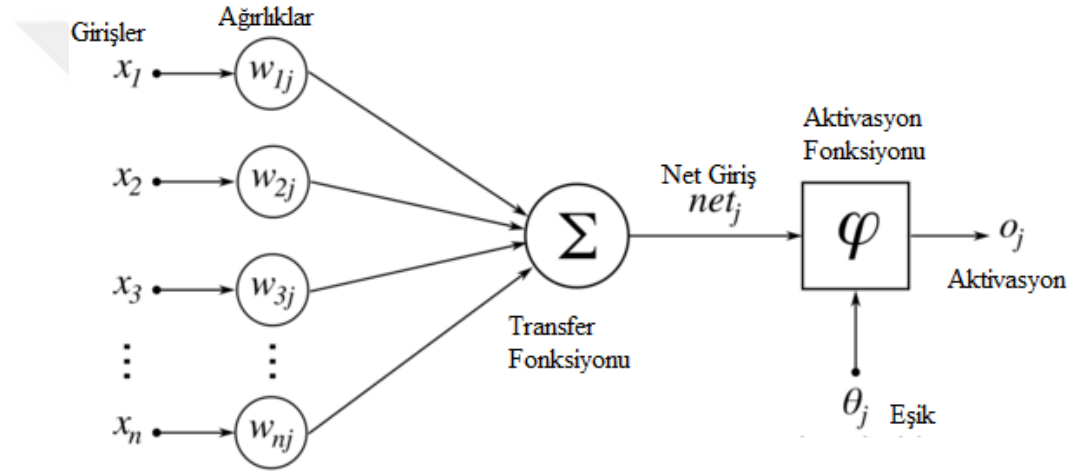 Girişler
Ağırlıklar
x1
w1j
x2
w2j
x3
w3j
⋮
⋮
xn
wnj
Σ
Transfer
Fonksiyonu
Net Giriş
netj
Aktivasyon
Fonksiyonu
φ
oj
Aktivasyon
θj
Eşik